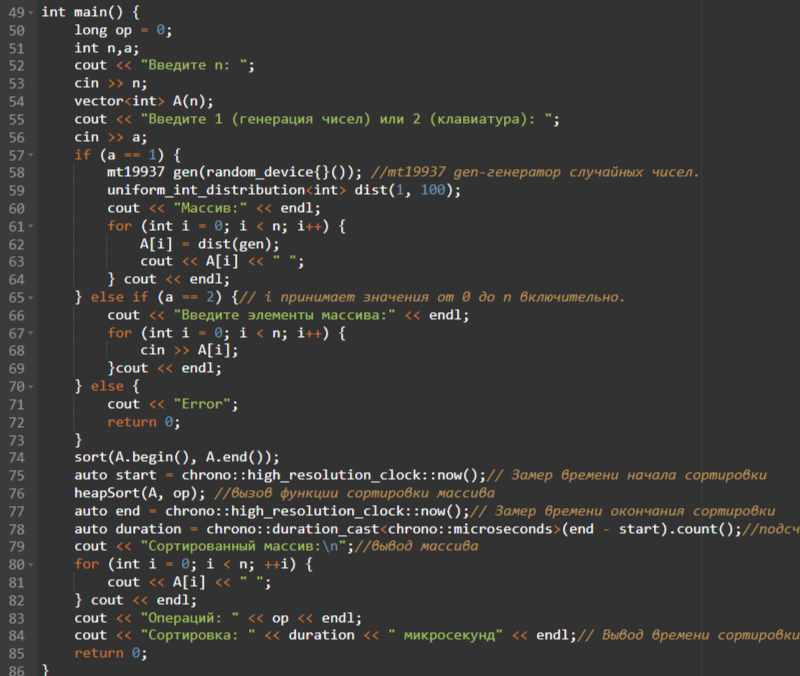 49 int main() {
50     long op = 0;
51     int n,a;
52     cout << "Введите n: ";
53     cin >> n;
54     vector<int> A(n);
55     cout << "Введите 1 (генерация чисел) или 2 (клавиатура): ";
56     cin >> a;
57     if (a == 1) {
58         mt19937 gen(random_device{}()); //mt19937 gen-генератор случайных чисел.
59         uniform_int_distribution<int> dist(1, 100);
60         cout << "Массив:" << endl;
61         for (int i = 0; i < n; i++) {
62             A[i] = dist(gen);
63             cout << A[i] << " ";
64         } cout << endl;
65     } else if (a == 2) {// i принимает значения от 0 до n включительно.
66         cout << "Введите элементы массива:" << endl;
67         for (int i = 0; i < n; i++) {
68             cin >> A[i];
69         }cout << endl;
70     } else {
71         cout << "Error";
72         return 0;
73     }
74     sort(A.begin(), A.end());
75     auto start = chrono::high_resolution_clock::now();// Замер времени начала сортировки
76     heapSort(A, op); //вызов функции сортировки массива
77     auto end = chrono::high_resolution_clock::now();// Замер времени окончания сортировки
78     auto duration = chrono::duration_cast<chrono::microseconds>(end - start).count();//подсч
79     cout << "Сортированный массив:\n";//вывод массива
80     for (int i = 0; i < n; ++i) {
81         cout << A[i] << " ";
82     } cout << endl;
83     cout << "Операций: " << op << endl;
84     cout << "Сортировка: " << duration << " микросекунд" << endl;// Вывод времени сортировки
85     return 0;
86 }